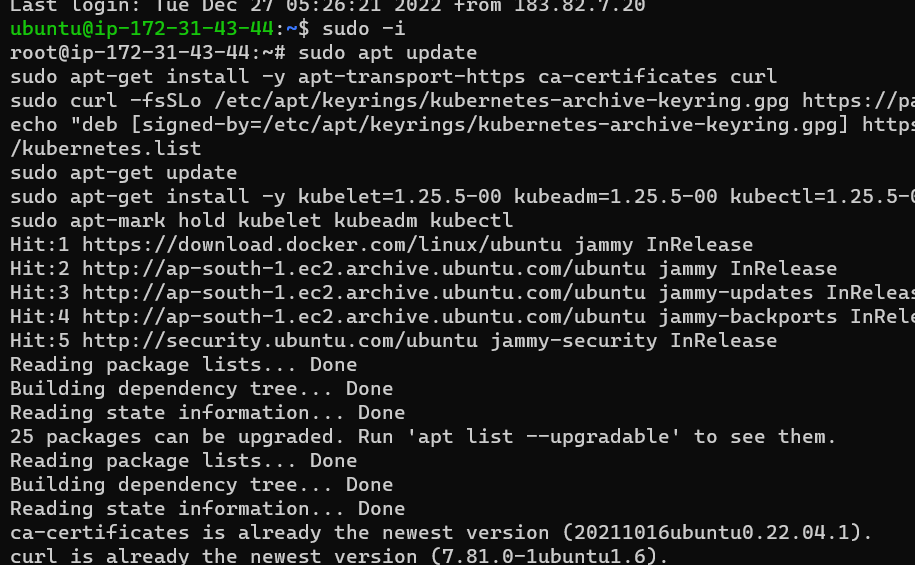 Last login: Tue Dec 27 05:26:21 2022 from 183.82.7.20
ubuntu@ip-172-31-43-44:~$ sudo -i
root@ip-172-31-43-44:~# sudo apt update
sudo apt-get install -y apt-transport-https ca-certificates curl
sudo curl -fsSLo /etc/apt/keyrings/kubernetes-archive-keyring.gpg https://pa
echo "deb [signed-by=/etc/apt/keyrings/kubernetes-archive-keyring.gpg] https
/kubernetes.list
sudo apt-get update
sudo apt-get install -y kubelet=1.25.5-00 kubeadm=1.25.5-00 kubectl=1.25.5-0
sudo apt-mark hold kubelet kubeadm kubectl
Hit:1 https://download.docker.com/linux/ubuntu jammy InRelease
Hit:2 http://ap-south-1.ec2.archive.ubuntu.com/ubuntu jammy InRelease
Hit:3 http://ap-south-1.ec2.archive.ubuntu.com/ubuntu jammy-updates InReleas
Hit:4 http://ap-south-1.ec2.archive.ubuntu.com/ubuntu jammy-backports InRele
Hit:5 http://security.ubuntu.com/ubuntu jammy-security InRelease
Reading package lists... Done
Building dependency tree... Done
Reading state information... Done
25 packages can be upgraded. Run 'apt list --upgradable' to see them.
Reading package lists... Done
Building dependency tree... Done
Reading state information... Done
ca-certificates is already the newest version (20211016ubuntu0.22.04.1).
curl is already the newest version (7.81.0-1ubuntu1.6).